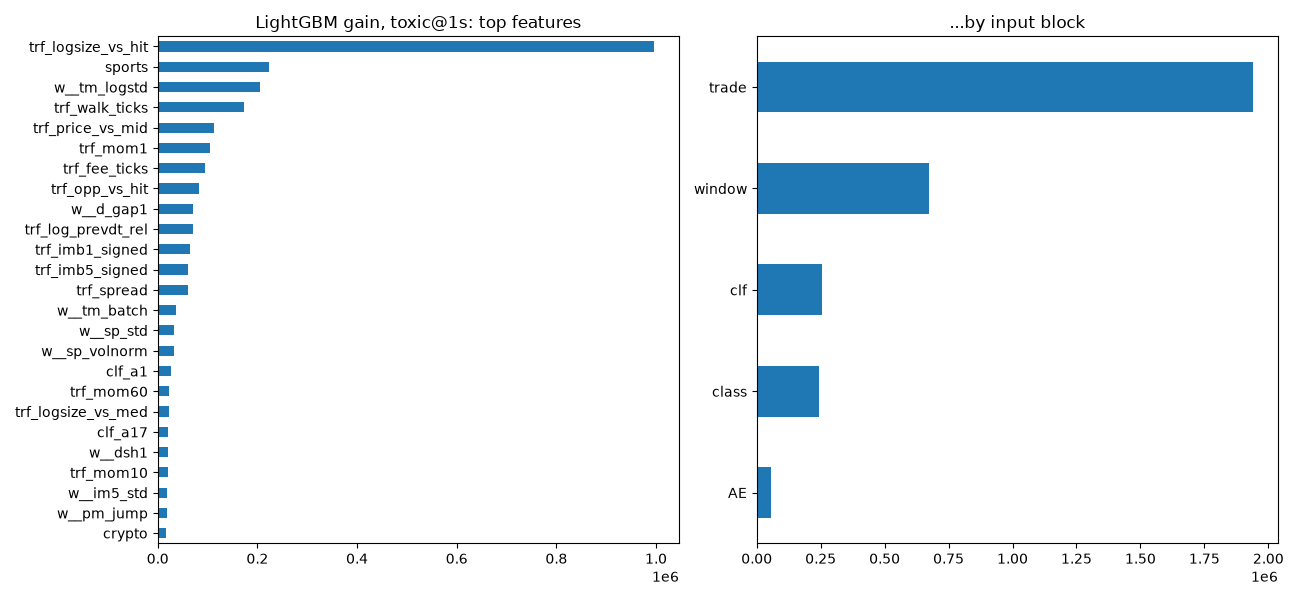 LightGBM gain, toxic@1s: top features
trf_logsize_vs_hit
sports
w__tm_logstd
trf_walk_ticks
trf_price_vs_mid
trf_mom1
trf_fee_ticks
trf_opp_vs_hit
w__d_gap1
trf_log_prevdt_rel
trf_imb1_signed
trf_imb5_signed
trf_spread
w__tm_batch
w__sp_std
w__sp_volnorm
clf_a1
trf_mom60
trf_logsize_vs_med
clf_a17
w__dsh1
trf_mom10
w__im5_std
w__pm_jump
crypto
0.0 0.2 0.4 0.6 0.8 1.0
1e6
...by input block
trade
window
clf
class
AE
0.00 0.25 0.50 0.75 1.00 1.25 1.50 1.75 2.00
1e6